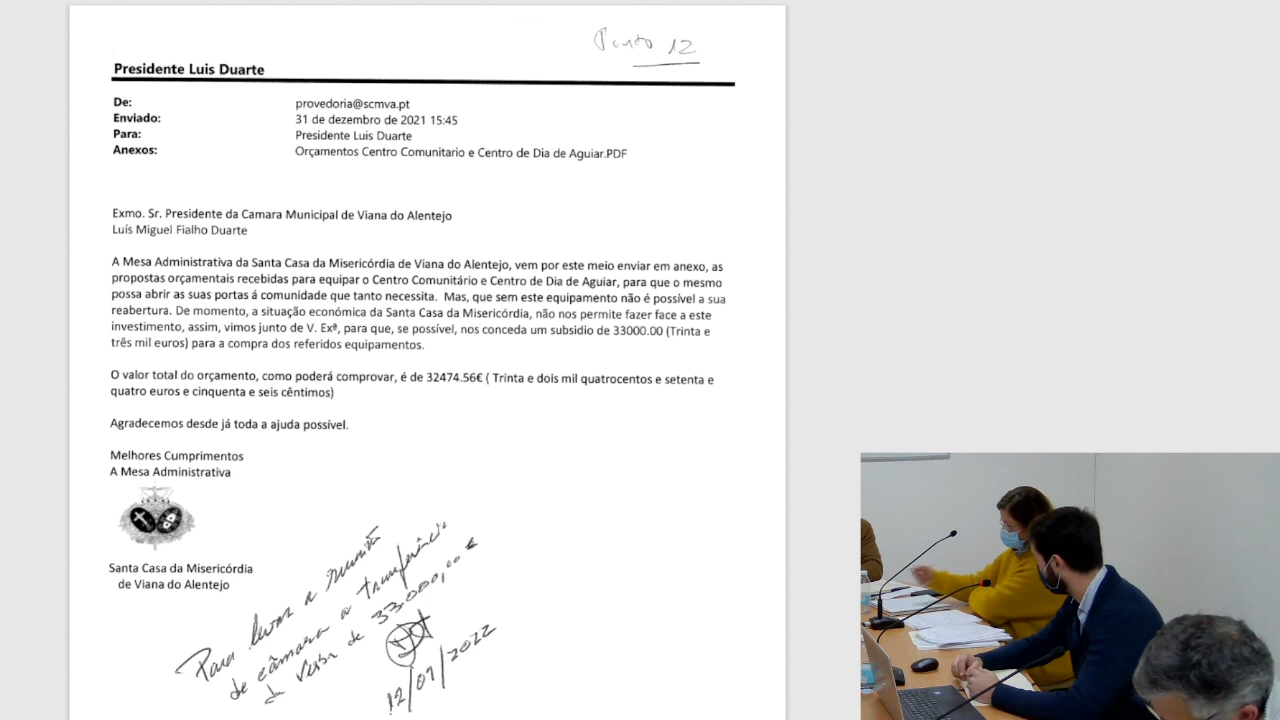 Ponto 12
Presidente Luis Duarte
De: provedoria@scmva.pt
Enviado: 31 de dezembro de 2021 15:45
Para: Presidente Luis Duarte
Anexos: Orçamentos Centro Comunitario e Centro de Dia de Aguiar.PDF
Exmo. Sr. Presidente da Camara Municipal de Viana do Alentejo
Luís Miguel Fialho Duarte
A Mesa Administrativa da Santa Casa da Misericórdia de Viana do Alentejo, vem por este meio enviar em anexo, as
propostas orçamentais recebidas para equipar o Centro Comunitário e Centro de Dia de Aguiar, para que o mesmo
possa abrir as suas portas á comunidade que tanto necessita. Mas, que sem este equipamento não é possível a sua
reabertura. De momento, a situação económica da Santa Casa da Misericórdia, não nos permite fazer face a este
investimento, assim, vimos junto de V. Exª, para que, se possível, nos conceda um subsidio de 33000.00 (Trinta e
três mil euros) para a compra dos referidos equipamentos.
O valor total do orçamento, como poderá comprovar, é de 32474.56€ ( Trinta e dois mil quatrocentos e setenta e
quatro euros e cinquenta e seis cêntimos)
Agradecemos desde já toda a ajuda possível.
Melhores Cumprimentos
A Mesa Administrativa
Santa Casa da Misericórdia
de Viana do Alentejo
Para levar a reunião
de câmara a transferência
da verba de 33.000,00 €
12/01/2022